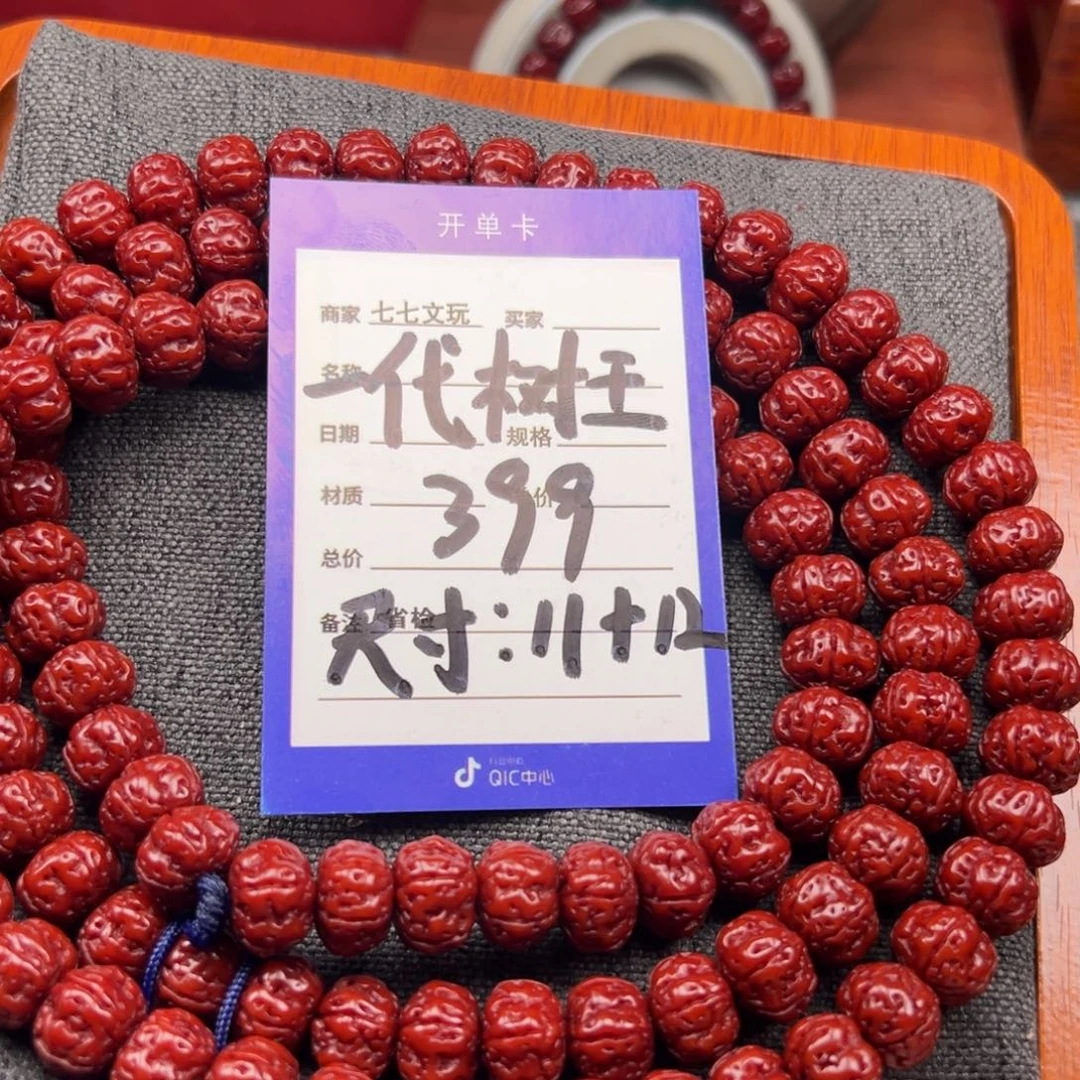 开单卡
商家 七七文玩 买家
名称
一代树王
日期 规格
材质 单价
399
总价
备注 省检
尺寸:11+12
QIC中心